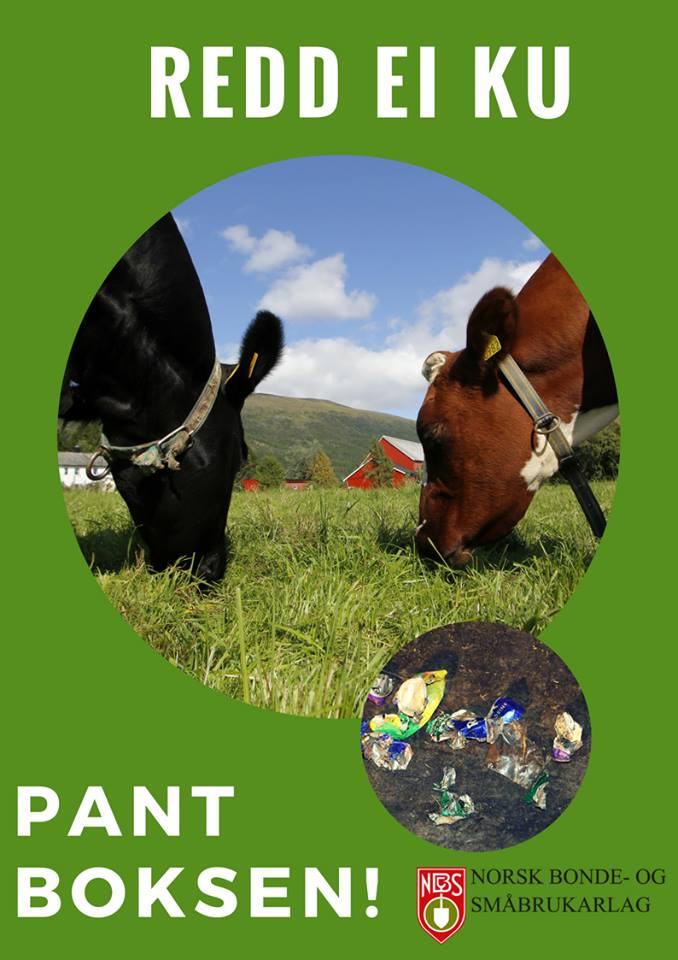 REDD EI KU
PANT
BOKSEN!
NBS
NORSK BONDE- OG
SMÅBRUKARLAG